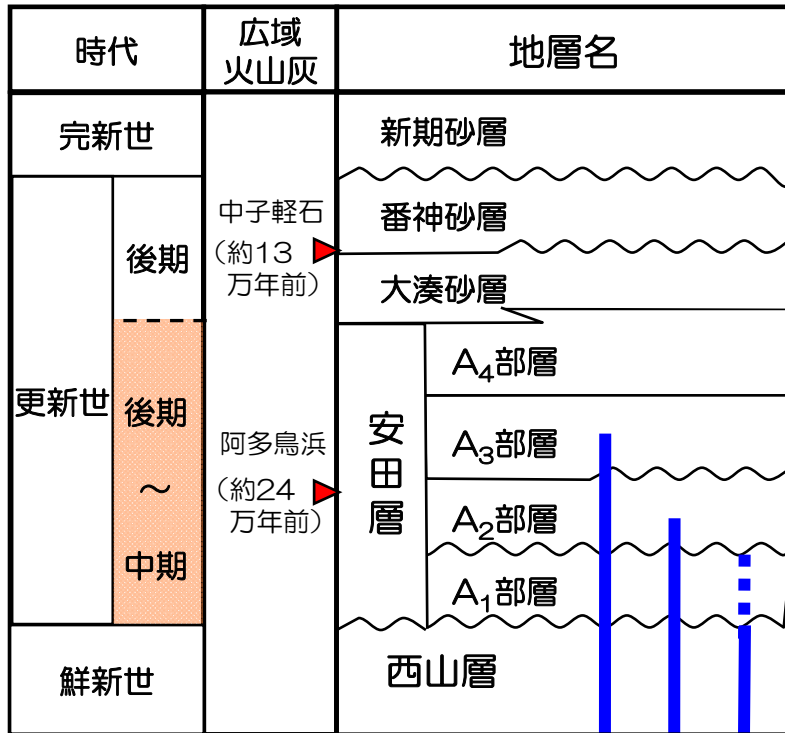 時代
広域
火山灰
地層名
完新世
新期砂層
中子軽石
(約13
万年前)
後期
番神砂層
大湊砂層
更新世
後期
~
中期
阿多鳥浜
(約24
万年前)
安田層
A4部層
A3部層
A2部層
A1部層
鮮新世
西山層